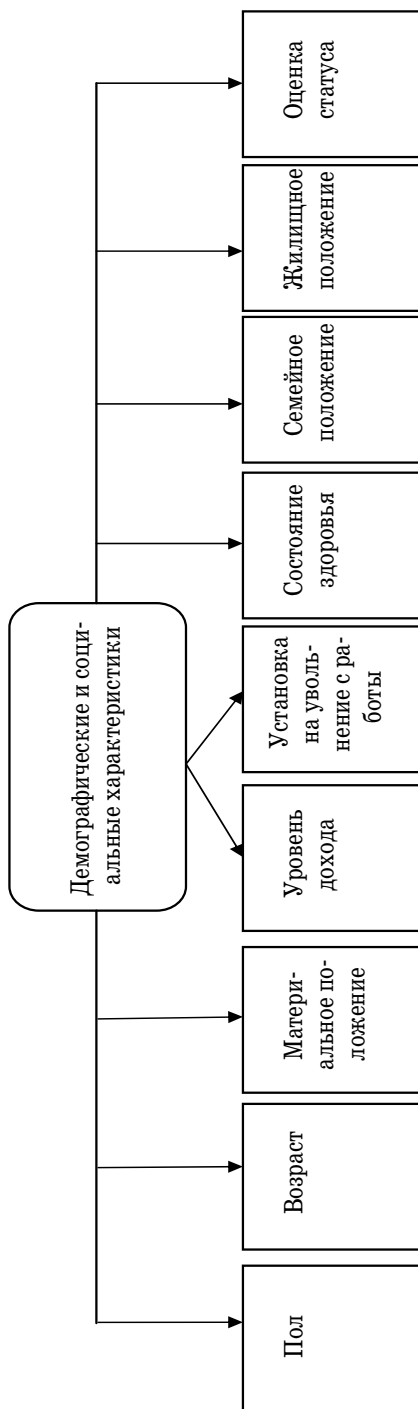 Демографические и соци-
альные характеристики
Пол
Возраст
Матери-
альное по-
ложение
Уровень
дохода
Установка
на уволь-
нение с ра-
боты
Состояние
здоровья
Семейное
положение
Жилищное
положение
Оценка
статуса